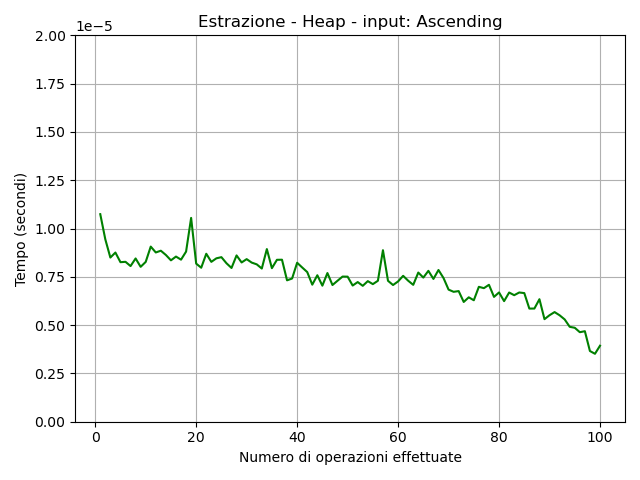 Estrazione - Heap - input: Ascending
1e−5
2.00
1.75
1.50
1.25
1.00
0.75
0.50
0.25
0.00
Tempo (secondi)
0 20 40 60 80 100
Numero di operazioni effettuate